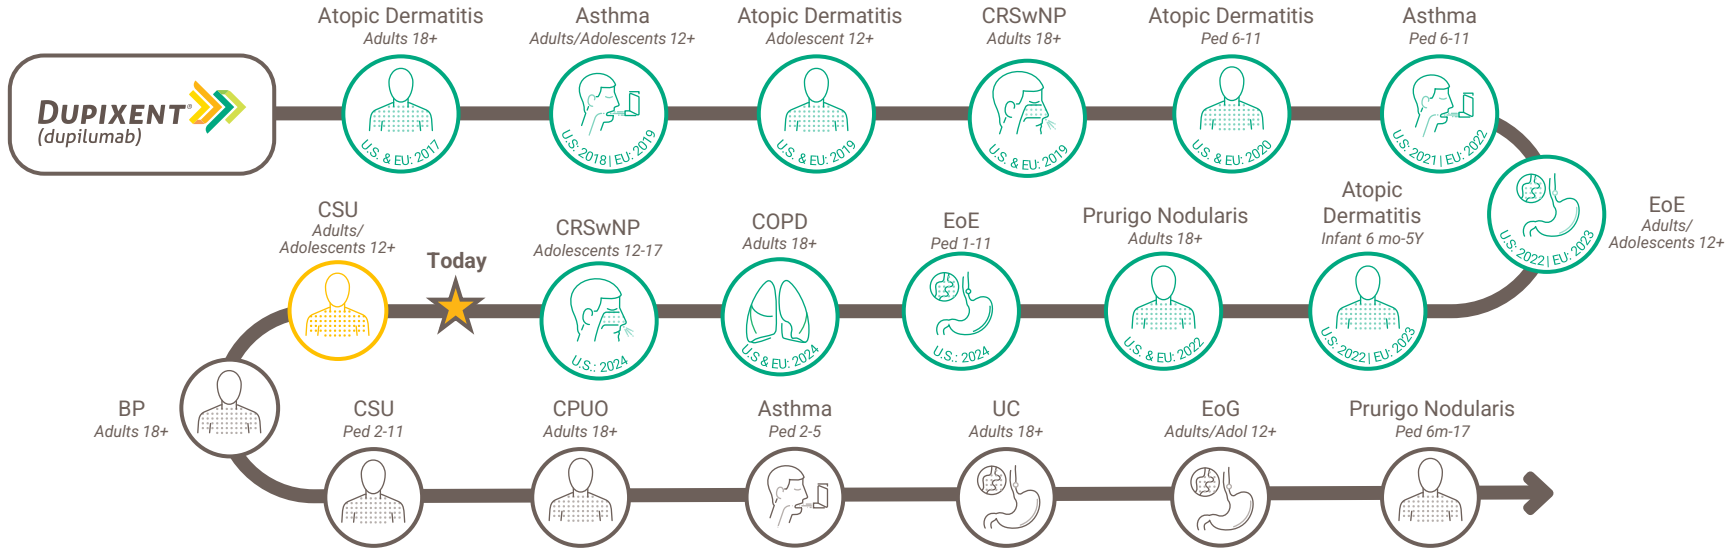 DUPIXENT®
(dupilumab)
Atopic Dermatitis
Adults 18+
U.S. & EU: 2017
Asthma
Adults/Adolescents 12+
U.S: 2018 | EU: 2019
Atopic Dermatitis
Adolescent 12+
U.S. & EU: 2019
CRSwNP
Adults 18+
U.S. & EU: 2019
Atopic Dermatitis
Ped 6-11
U.S. & EU: 2020
Asthma
Ped 6-11
U.S: 2021 | EU: 2022
EoE
Adults/
Adolescents 12+
U.S: 2022 | EU: 2023
Atopic
Dermatitis
Infant 6 mo-5Y
U.S: 2022 | EU: 2023
Prurigo Nodularis
Adults 18+
U.S. & EU: 2022
EoE
Ped 1-11
U.S.: 2024
COPD
Adults 18+
U.S & EU: 2024
CRSwNP
Adolescents 12-17
U.S.: 2024
Today
CSU
Adults/
Adolescents 12+
BP
Adults 18+
CSU
Ped 2-11
CPUO
Adults 18+
Asthma
Ped 2-5
UC
Adults 18+
EoG
Adults/Adol 12+
Prurigo Nodularis
Ped 6m-17